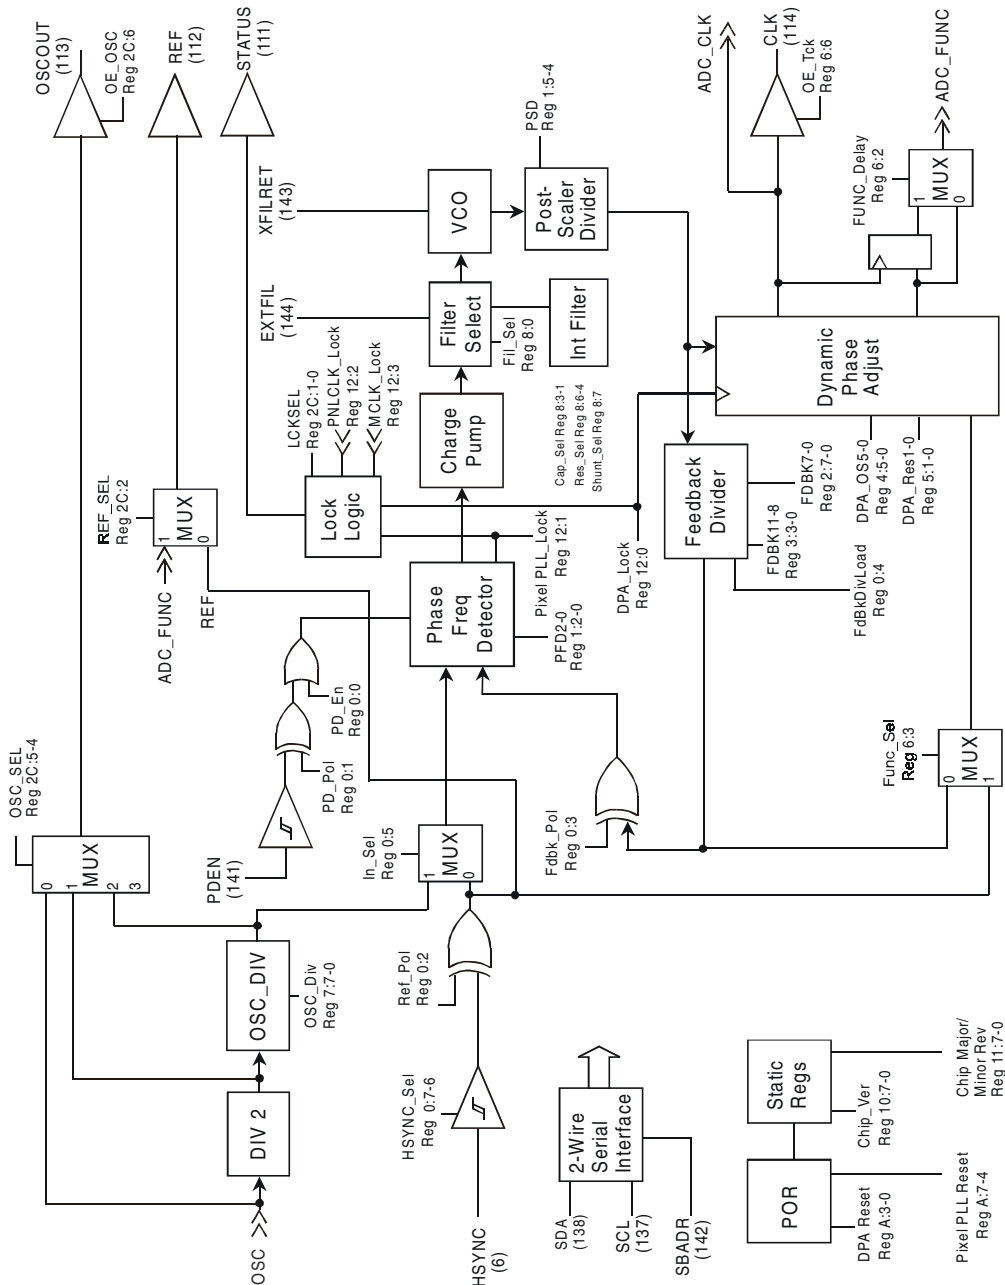 OSCOUT
(113)
OE_OSC
Reg 2C:6
REF
(112)
STATUS
(111)
XFILRET
(143)
EXTFIL
(144)
PSD
Reg 1:5-4
VCO
Post-
Scaler
Divider
Filter
Select
Fil_Sel
Reg 8:0
Int Filter
Charge
Pump
Cap_Sel Reg 8:3-1
Res_Sel Reg 8:6-4
Shunt_Sel Reg 8:7
LCKSEL
Reg 2C:1-0
PNLCLK_Lock
Reg 12:2
MCLK_Lock
Reg 12:3
Lock
Logic
Pixel PLL_Lock
Reg 12:1
DPA_Lock
Reg 12:0
Phase
Freq
Detector
PFD2-0
Reg 1:2-0
ADC_CLK
CLK
(114)
OE_Tck
Reg 6:6
ADC_FUNC
FUNC_Delay
Reg 6:2
MUX
1
0
Dynamic
Phase
Adjust
DPA_OS5-0
Reg 4:5-0
DPA_Res1-0
Reg 5:1-0
Feedback
Divider
FDBK7-0
Reg 2:7-0
FDBK11-8
Reg 3:3-0
FdBkDivLoad
Reg 0:4
Func_Sel
Reg 6:3
MUX
0
1
REF_SEL
Reg 2C:2
MUX
1
0
ADC_FUNC
REF
PD_En
Reg 0:0
PD_Pol
Reg 0:1
PDEN
(141)
OSC_SEL
Reg 2C:5-4
MUX
0
1
2
3
In_Sel
Reg 0:5
MUX
1
0
Fdbk_Pol
Reg 0:3
Ref_Pol
Reg 0:2
OSC_DIV
OSC_Div
Reg 7:7-0
DIV 2
OSC
HSYNC_Sel
Reg 0:7-6
HSYNC
(6)
2-Wire
Serial
Interface
SDA
(138)
SCL
(137)
SBADR
(142)
Static
Regs
Chip_Ver
Reg 10:7-0
Chip Major/
Minor Rev
Reg 11:7-0
POR
DPA Reset
Reg A:3-0
Pixel PLL Reset
Reg A:7-4